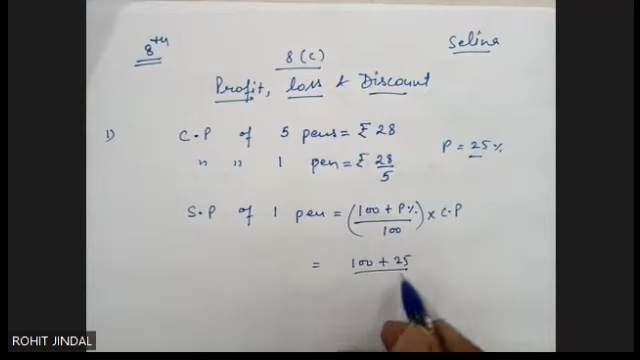 8th
8(C)
Selina
Profit, loss & Discount
1) C.P of 5 pens = ₹ 28
" " 1 pen = ₹ 28/5
P = 25%
S.P of 1 pen = (100 + P%/100) × C.P
= 100 + 25
ROHIT JINDAL